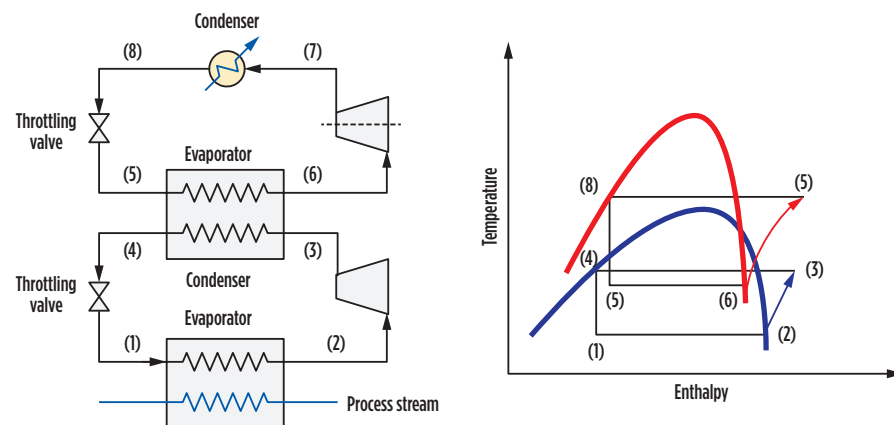 Condenser
(8)
(7)
Throttling
valve
Evaporator
(5)
(6)
(4)
(3)
Throttling
valve
Condenser
Evaporator
(1)
(2)
Process stream
Temperature
(8)
(5)
(4)
(3)
(5)
(6)
(2)
(1)
Enthalpy